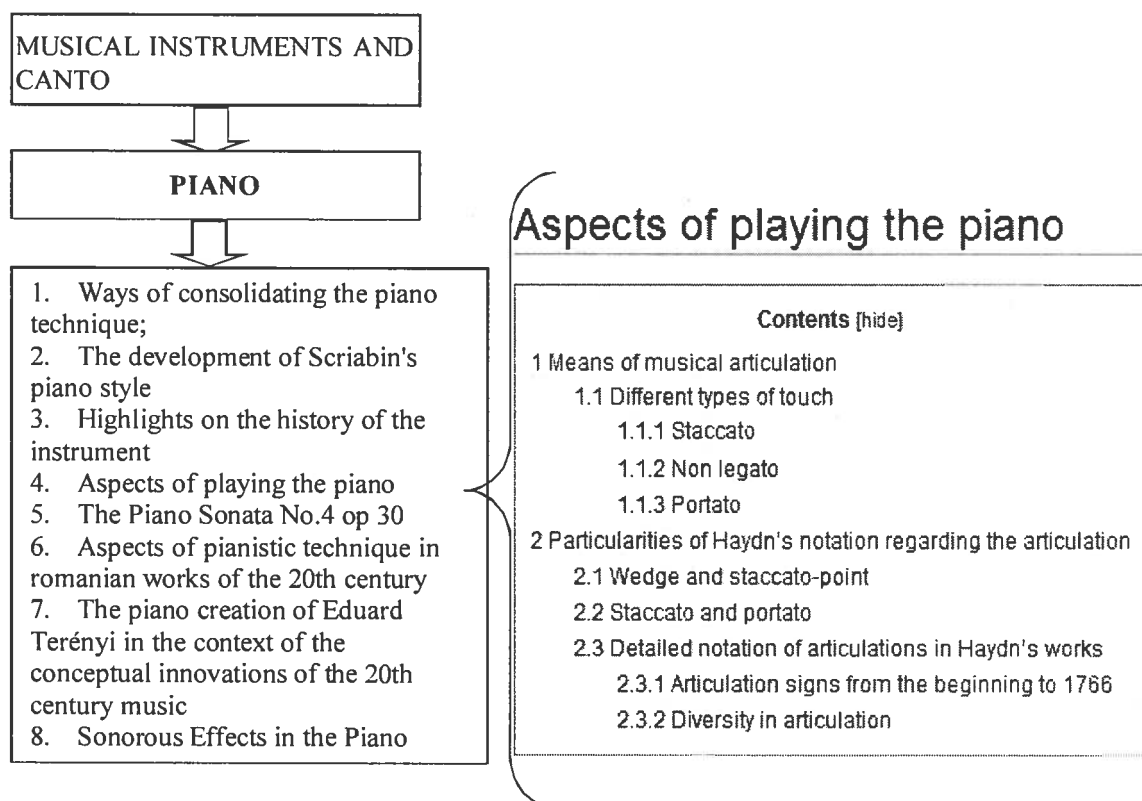 MUSICAL INSTRUMENTS AND
CANTO
PIANO
1. Ways of consolidating the piano
technique;
2. The development of Scriabin's
piano style
3. Highlights on the history of the
instrument
4. Aspects of playing the piano
5. The Piano Sonata No.4 op 30
6. Aspects of pianistic technique in
romanian works of the 20th century
7. The piano creation of Eduard
Terényi in the context of the
conceptual innovations of the 20th
century music
8. Sonorous Effects in the Piano
Aspects of playing the piano
Contents [hide]
1 Means of musical articulation
1.1 Different types of touch
1.1.1 Staccato
1.1.2 Non legato
1.1.3 Portato
2 Particularities of Haydn's notation regarding the articulation
2.1 Wedge and staccato-point
2.2 Staccato and portato
2.3 Detailed notation of articulations in Haydn's works
2.3.1 Articulation signs from the beginning to 1766
2.3.2 Diversity in articulation